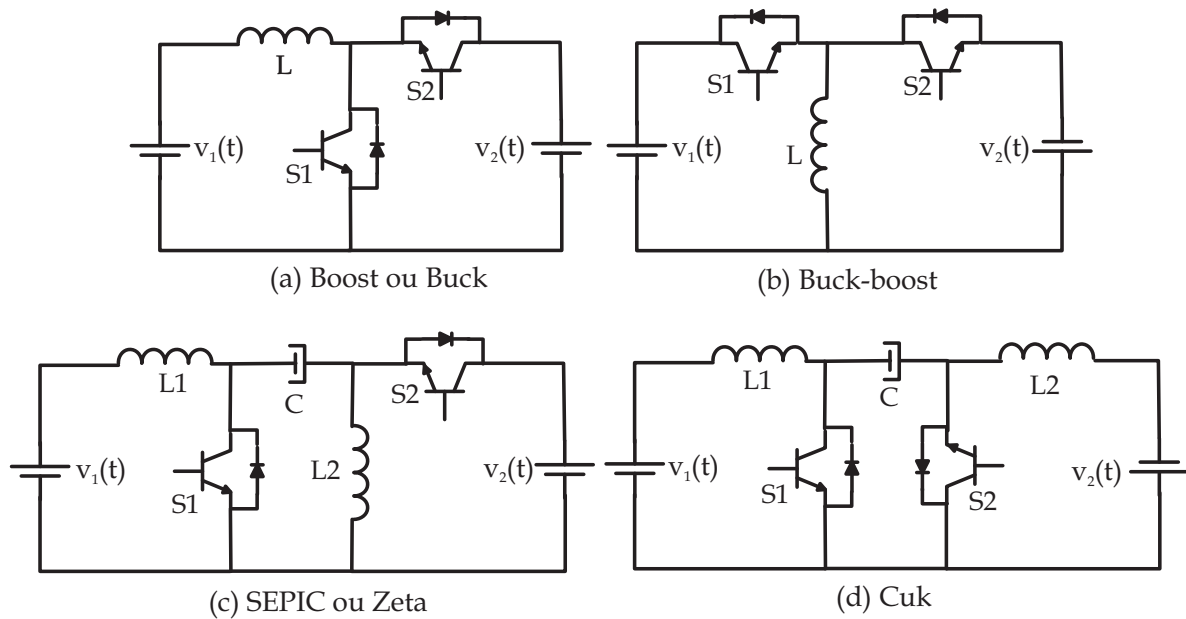 L
S2
v₁(t)
S1
v₂(t)
(a) Boost ou Buck
S1
S2
v₁(t)
L
v₂(t)
(b) Buck-boost
L1
C
S2
v₁(t)
S1
L2
v₂(t)
(c) SEPIC ou Zeta
L1
C
L2
v₁(t)
S1
S2
v₂(t)
(d) Cuk